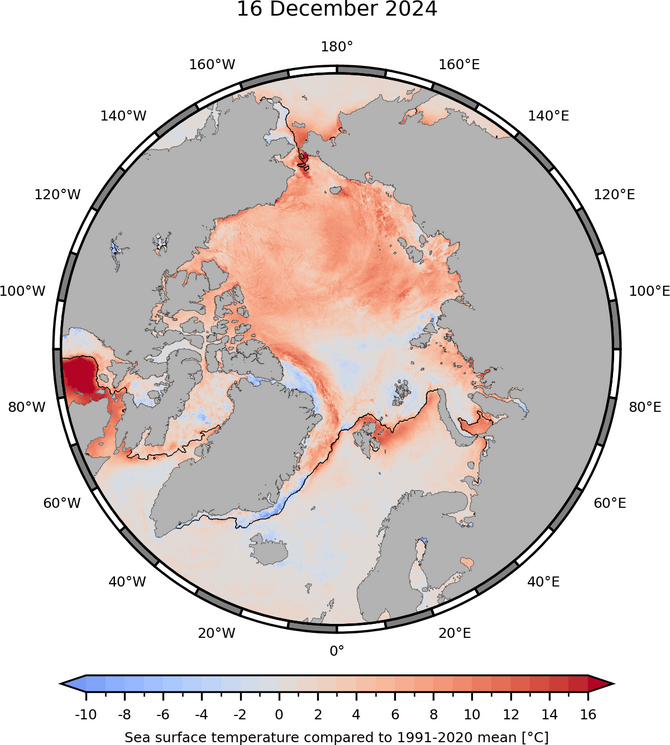 16 December 2024
180°
160°W 160°E
140°W 140°E
120°W 120°E
100°W 100°E
80°W 80°E
60°W 60°E
40°W 40°E
20°W 20°E
0°
-10 -8 -6 -4 -2 0 2 4 6 8 10 12 14 16
Sea surface temperature compared to 1991-2020 mean [°C]